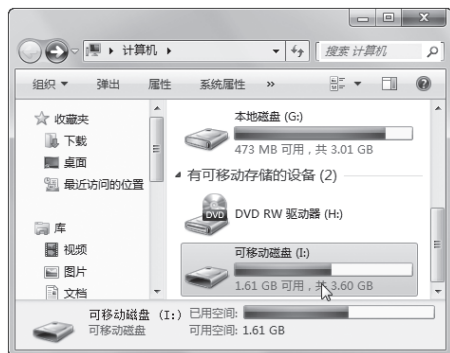 计算机
搜索 计算机
组织 弹出 属性 系统属性 »
收藏夹
下载
桌面
最近访问的位置
库
视频
图片
文档
本地磁盘 (G:)
473 MB 可用，共 3.01 GB
有可移动存储的设备 (2)
DVD
DVD RW 驱动器 (H:)
可移动磁盘 (I:)
1.61 GB 可用，共 3.60 GB
可移动磁盘 (I:) 已用空间:
可移动磁盘 可用空间: 1.61 GB